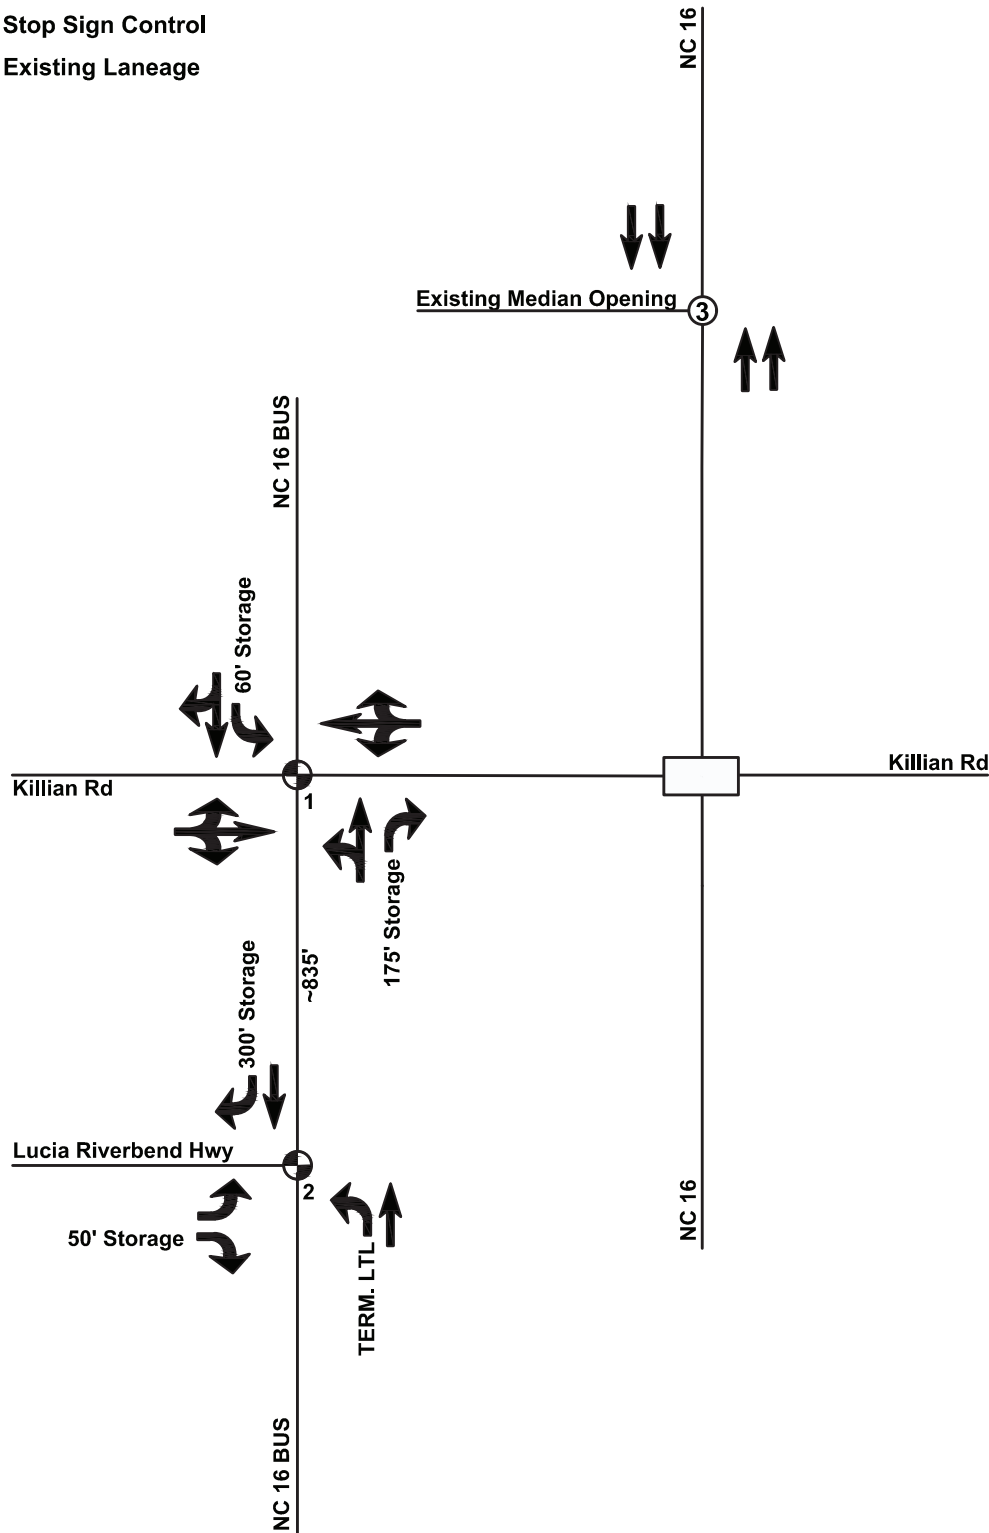 Stop Sign Control
Existing Laneage
NC 16
Existing Median Opening
3
NC 16 BUS
60' Storage
Killian Rd
Killian Rd
1
175' Storage
~835'
300' Storage
Lucia Riverbend Hwy
2
50' Storage
TERM. LTL
NC 16
NC 16 BUS